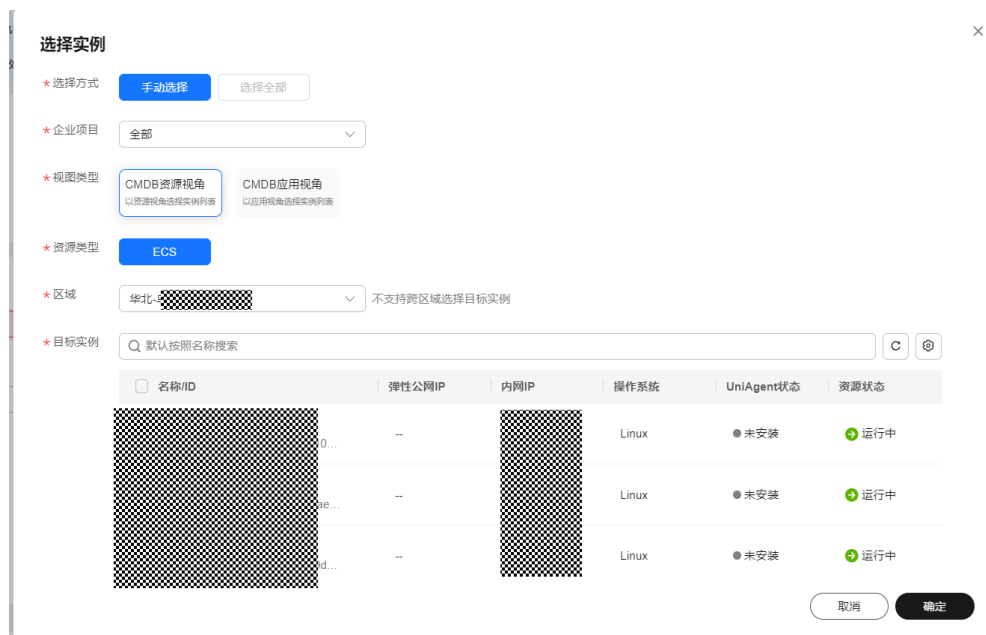 选择实例
* 选择方式 手动选择 选择全部
* 企业项目 全部
* 视图类型 CMDB资源视角 CMDB应用视角
以资源视角选择实例列表 以应用视角选择实例列表
* 资源类型 ECS
* 区域 华北- 不支持跨区域选择目标实例
* 目标实例 默认按照名称搜索
名称/ID 弹性公网IP 内网IP 操作系统 UniAgent状态 资源状态
0... -- Linux 未安装 运行中
ae... -- Linux 未安装 运行中
d... -- Linux 未安装 运行中
取消 确定